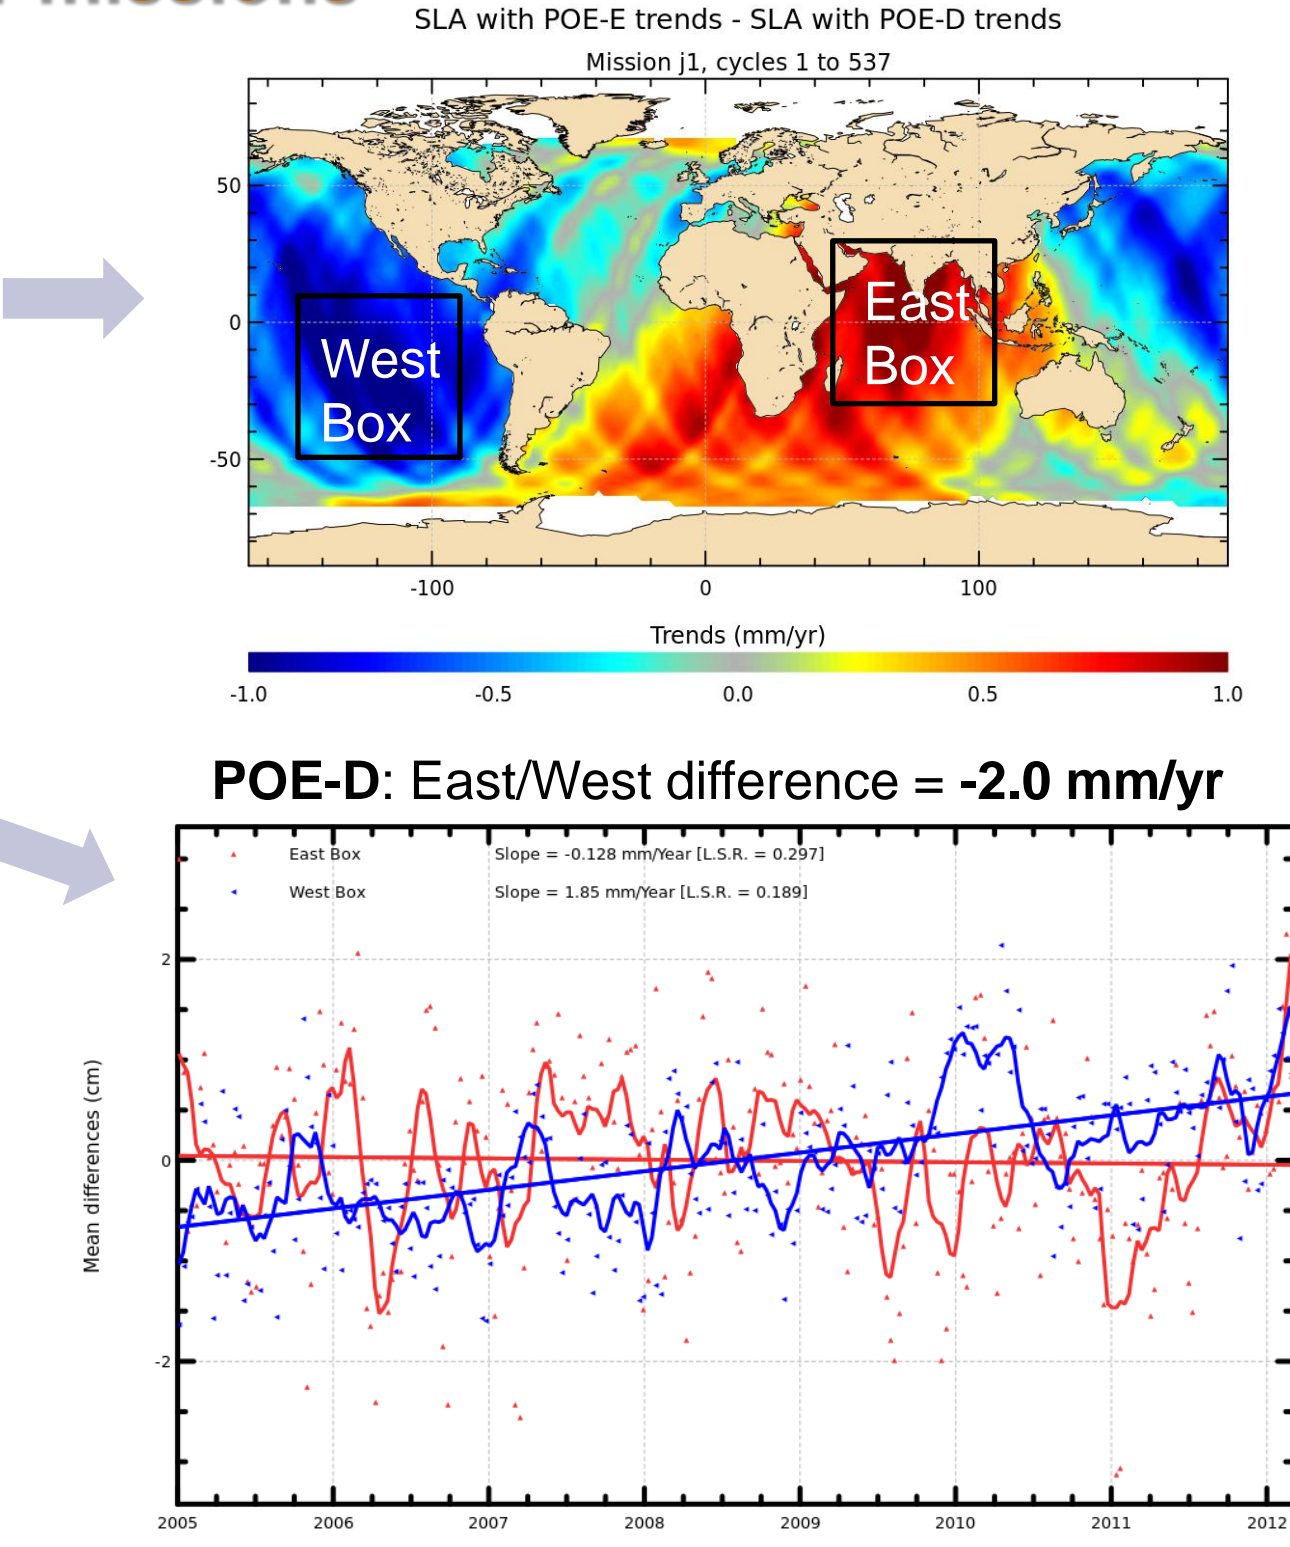 missions
SLA with POE-E trends - SLA with POE-D trends
Mission j1, cycles 1 to 537
50
0
-50
West
Box
East
Box
-100 0 100
Trends (mm/yr)
-1.0 -0.5 0.0 0.5 1.0
POE-D: East/West difference = -2.0 mm/yr
East Box Slope = -0.128 mm/Year [L.S.R. = 0.297]
West Box Slope = 1.85 mm/Year [L.S.R. = 0.189]
Mean differences (cm)
2
0
-2
2005 2006 2007 2008 2009 2010 2011 2012